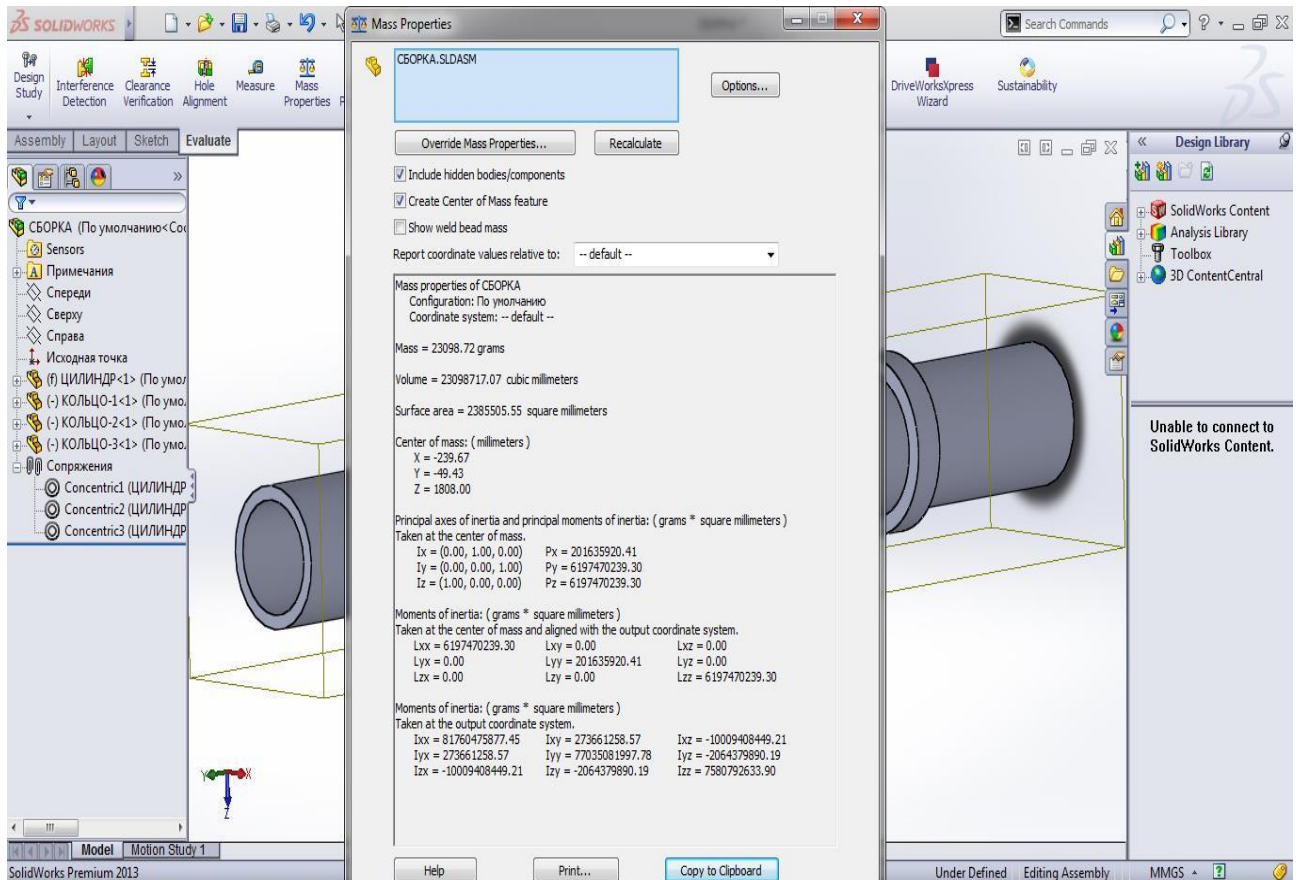 SOLIDWORKS
Mass Properties
Search Commands
Design Study
Interference Detection
Clearance Verification
Hole Alignment
Measure
Mass Properties
DriveWorksXpress Wizard
Sustainability
Assembly
Layout
Sketch
Evaluate
СБОРКА (По умолчанию<Сос
Sensors
Примечания
Спереди
Сверху
Справа
Исходная точка
(f) ЦИЛИНДР<1> (По умол
(-) КОЛЬЦО-1<1> (По умо.
(-) КОЛЬЦО-2<1> (По умо.
(-) КОЛЬЦО-3<1> (По умо.
Сопряжения
Concentric1 (ЦИЛИНДР
Concentric2 (ЦИЛИНДР
Concentric3 (ЦИЛИНДР
Y
X
Z
Model
Motion Study 1
SolidWorks Premium 2013
СБОРКА.SLDASM
Options...
Override Mass Properties...
Recalculate
Include hidden bodies/components
Create Center of Mass feature
Show weld bead mass
Report coordinate values relative to: -- default --
Mass properties of СБОРКА
Configuration: По умолчанию
Coordinate system: -- default --
Mass = 23098.72 grams
Volume = 23098717.07 cubic millimeters
Surface area = 2385505.55 square millimeters
Center of mass: ( millimeters )
X = -239.67
Y = -49.43
Z = 1808.00
Principal axes of inertia and principal moments of inertia: ( grams * square millimeters )
Taken at the center of mass.
Ix = (0.00, 1.00, 0.00) Px = 201635920.41
Iy = (0.00, 0.00, 1.00) Py = 6197470239.30
Iz = (1.00, 0.00, 0.00) Pz = 6197470239.30
Moments of inertia: ( grams * square millimeters )
Taken at the center of mass and aligned with the output coordinate system.
Lxx = 6197470239.30 Lxy = 0.00 Lxz = 0.00
Lyx = 0.00 Lyy = 201635920.41 Lyz = 0.00
Lzx = 0.00 Lzy = 0.00 Lzz = 6197470239.30
Moments of inertia: ( grams * square millimeters )
Taken at the output coordinate system.
Ixx = 81760475877.45 Ixy = 273661258.57 Ixz = -10009408449.21
Iyx = 273661258.57 Iyy = 77035081997.78 Iyz = -2064379890.19
Izx = -10009408449.21 Izy = -2064379890.19 Izz = 7580792633.90
Help
Print...
Copy to Clipboard
Design Library
SolidWorks Content
Analysis Library
Toolbox
3D ContentCentral
Unable to connect to
SolidWorks Content.
Under Defined
Editing Assembly
MMGS